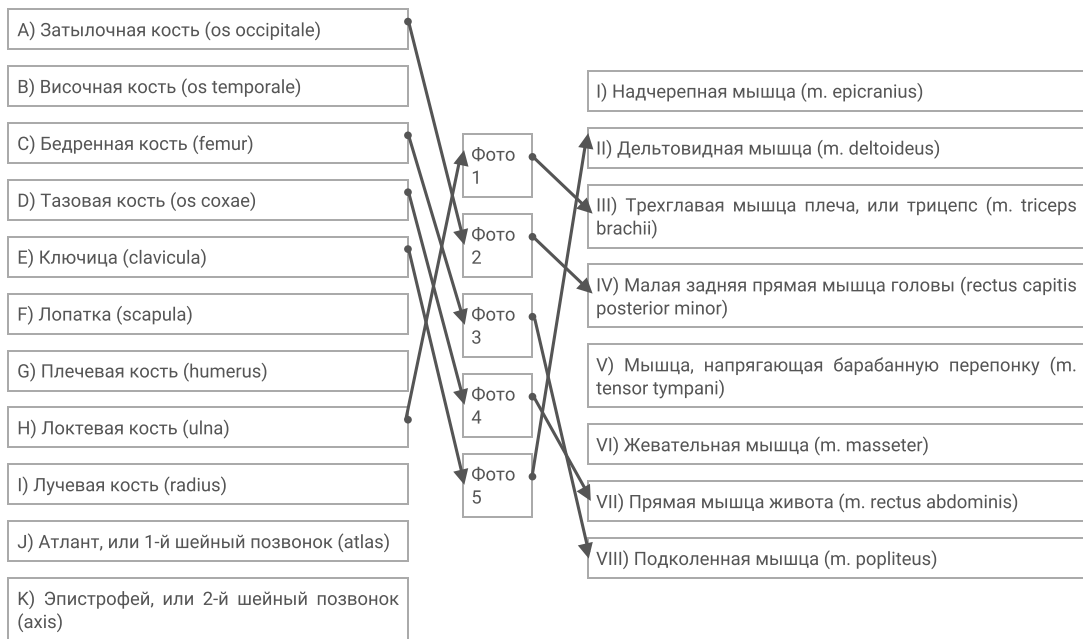 A) Затылочная кость (os occipitale)
B) Височная кость (os temporale)
C) Бедренная кость (femur)
D) Тазовая кость (os coxae)
E) Ключица (clavicula)
F) Лопатка (scapula)
G) Плечевая кость (humerus)
H) Локтевая кость (ulna)
I) Лучевая кость (radius)
J) Атлант, или 1-й шейный позвонок (atlas)
K) Эпистрофей, или 2-й шейный позвонок
(axis)
Фото
1
Фото
2
Фото
3
Фото
4
Фото
5
I) Надчерепная мышца (m. epicranius)
II) Дельтовидная мышца (m. deltoideus)
III) Трехглавая мышца плеча, или трицепс (m. triceps
brachii)
IV) Малая задняя прямая мышца головы (rectus capitis
posterior minor)
V) Мышца, напрягающая барабанную перепонку (m.
tensor tympani)
VI) Жевательная мышца (m. masseter)
VII) Прямая мышца живота (m. rectus abdominis)
VIII) Подколенная мышца (m. popliteus)